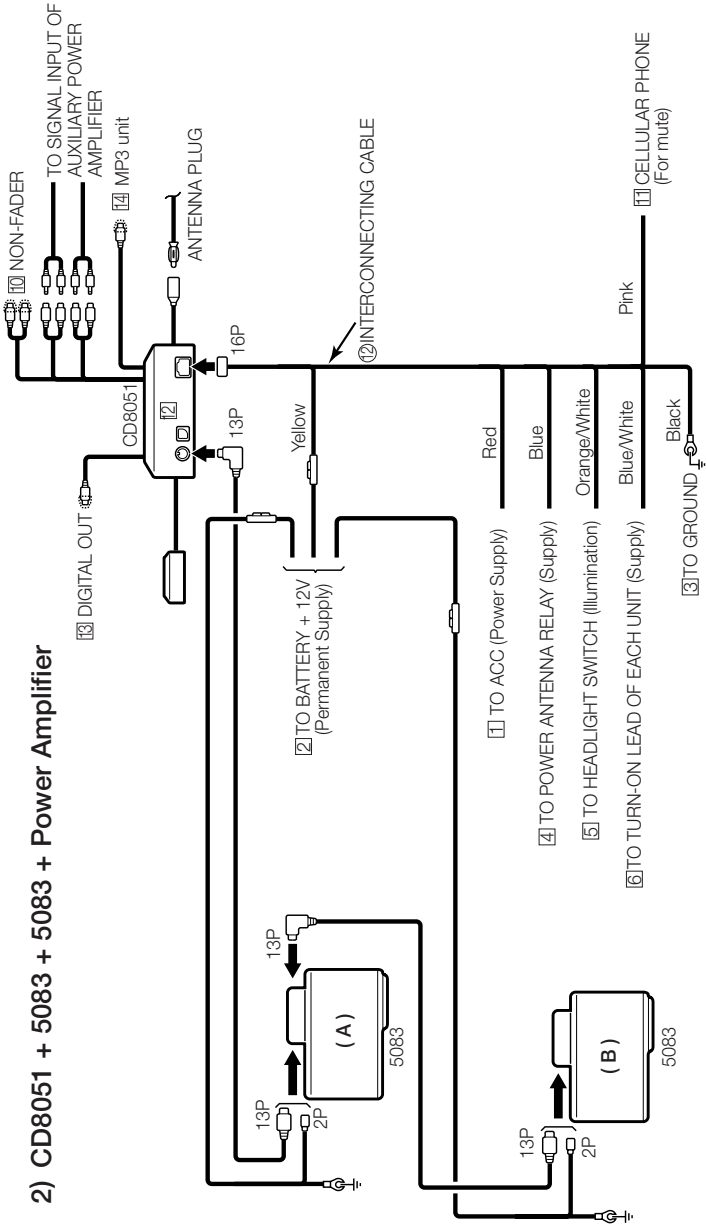 2) CD8051 + 5083 + 5083 + Power Amplifier
10 NON-FADER
TO SIGNAL INPUT OF
AUXILIARY POWER
AMPLIFIER
14 MP3 unit
ANTENNA PLUG
13 DIGITAL OUT
CD8051
12
13P
16P
⑫INTERCONNECTING CABLE
Yellow
2 TO BATTERY + 12V
(Permanent Supply)
Red
1 TO ACC (Power Supply)
Blue
4 TO POWER ANTENNA RELAY (Supply)
Orange/White
5 TO HEADLIGHT SWITCH (Illumination)
Blue/White
6 TO TURN-ON LEAD OF EACH UNIT (Supply)
Pink
11 CELLULAR PHONE
(For mute)
Black
3 TO GROUND
13P
2P
(A)
13P
5083
13P
2P
(B)
5083